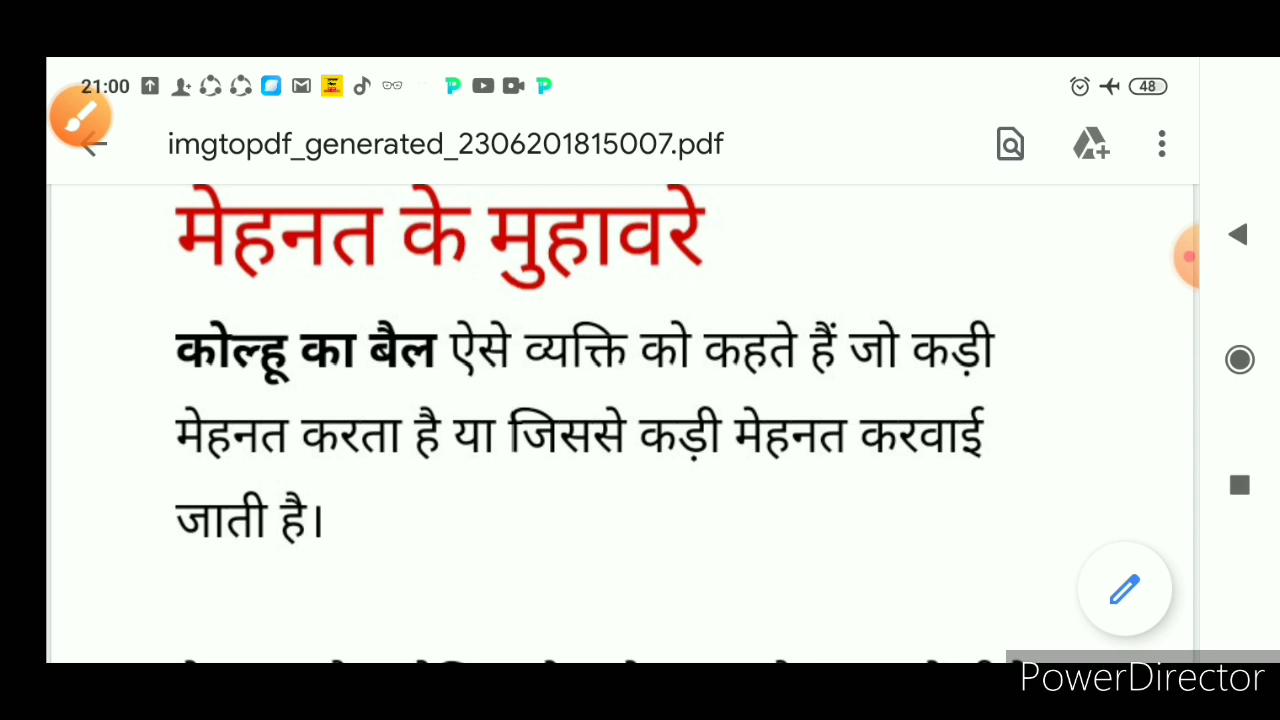 21:00 48
imgtopdf_generated_2306201815007.pdf
मेहनत के मुहावरे
कोल्हू का बैल ऐसे व्यक्ति को कहते हैं जो कड़ी
मेहनत करता है या जिससे कड़ी मेहनत करवाई
जाती है।
PowerDirector